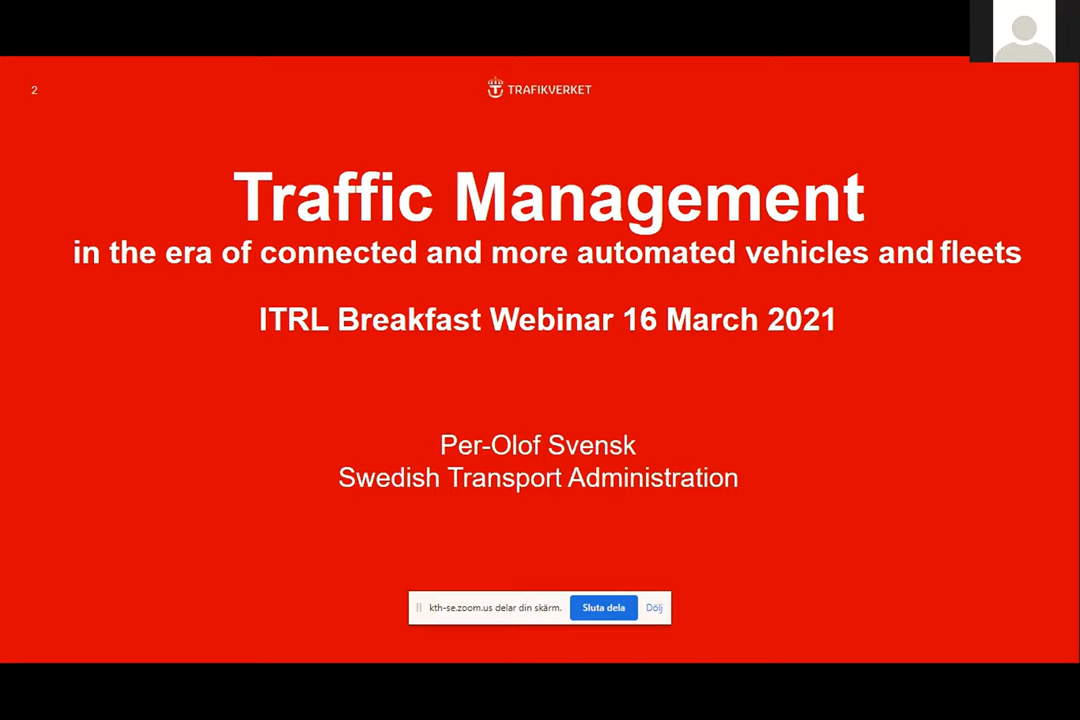 2
TRAFIKVERKET
Traffic Management
in the era of connected and more automated vehicles and fleets
ITRL Breakfast Webinar 16 March 2021
Per-Olof Svensk
Swedish Transport Administration
kth-se.zoom.us delar din skärm. Sluta dela Dölj